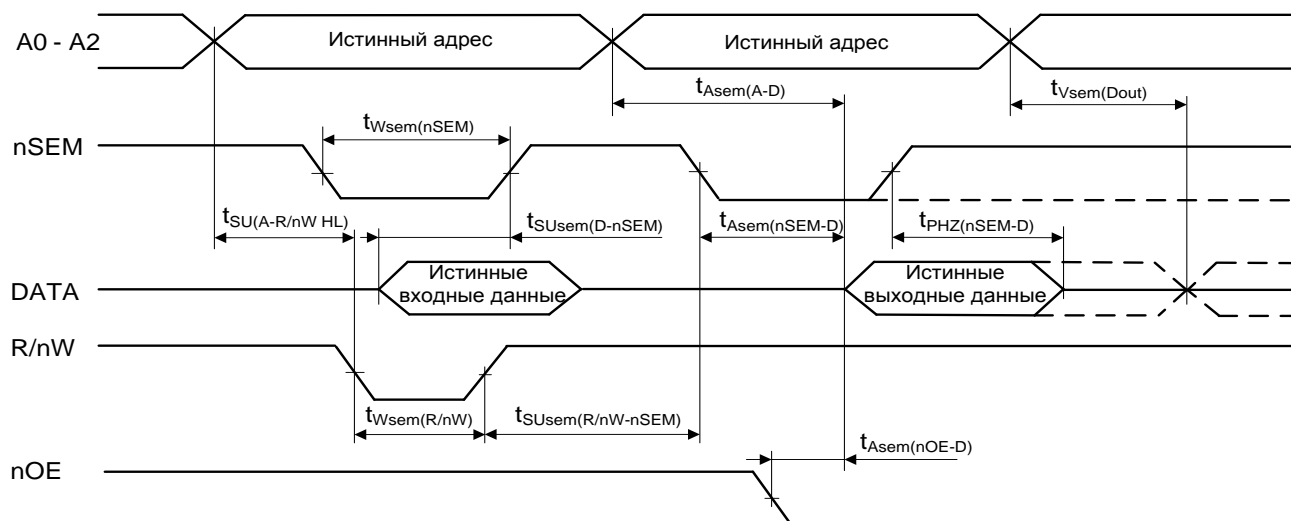 A0 - A2
Истинный адрес
Истинный адрес
tAsem(A-D)
tVsem(Dout)
tWsem(nSEM)
nSEM
tSU(A-R/nW HL)
tSUsem(D-nSEM)
tAsem(nSEM-D)
tPHZ(nSEM-D)
DATA
Истинные
входные данные
Истинные
выходные данные
R/nW
tWsem(R/nW)
tSUsem(R/nW-nSEM)
tAsem(nOE-D)
nOE